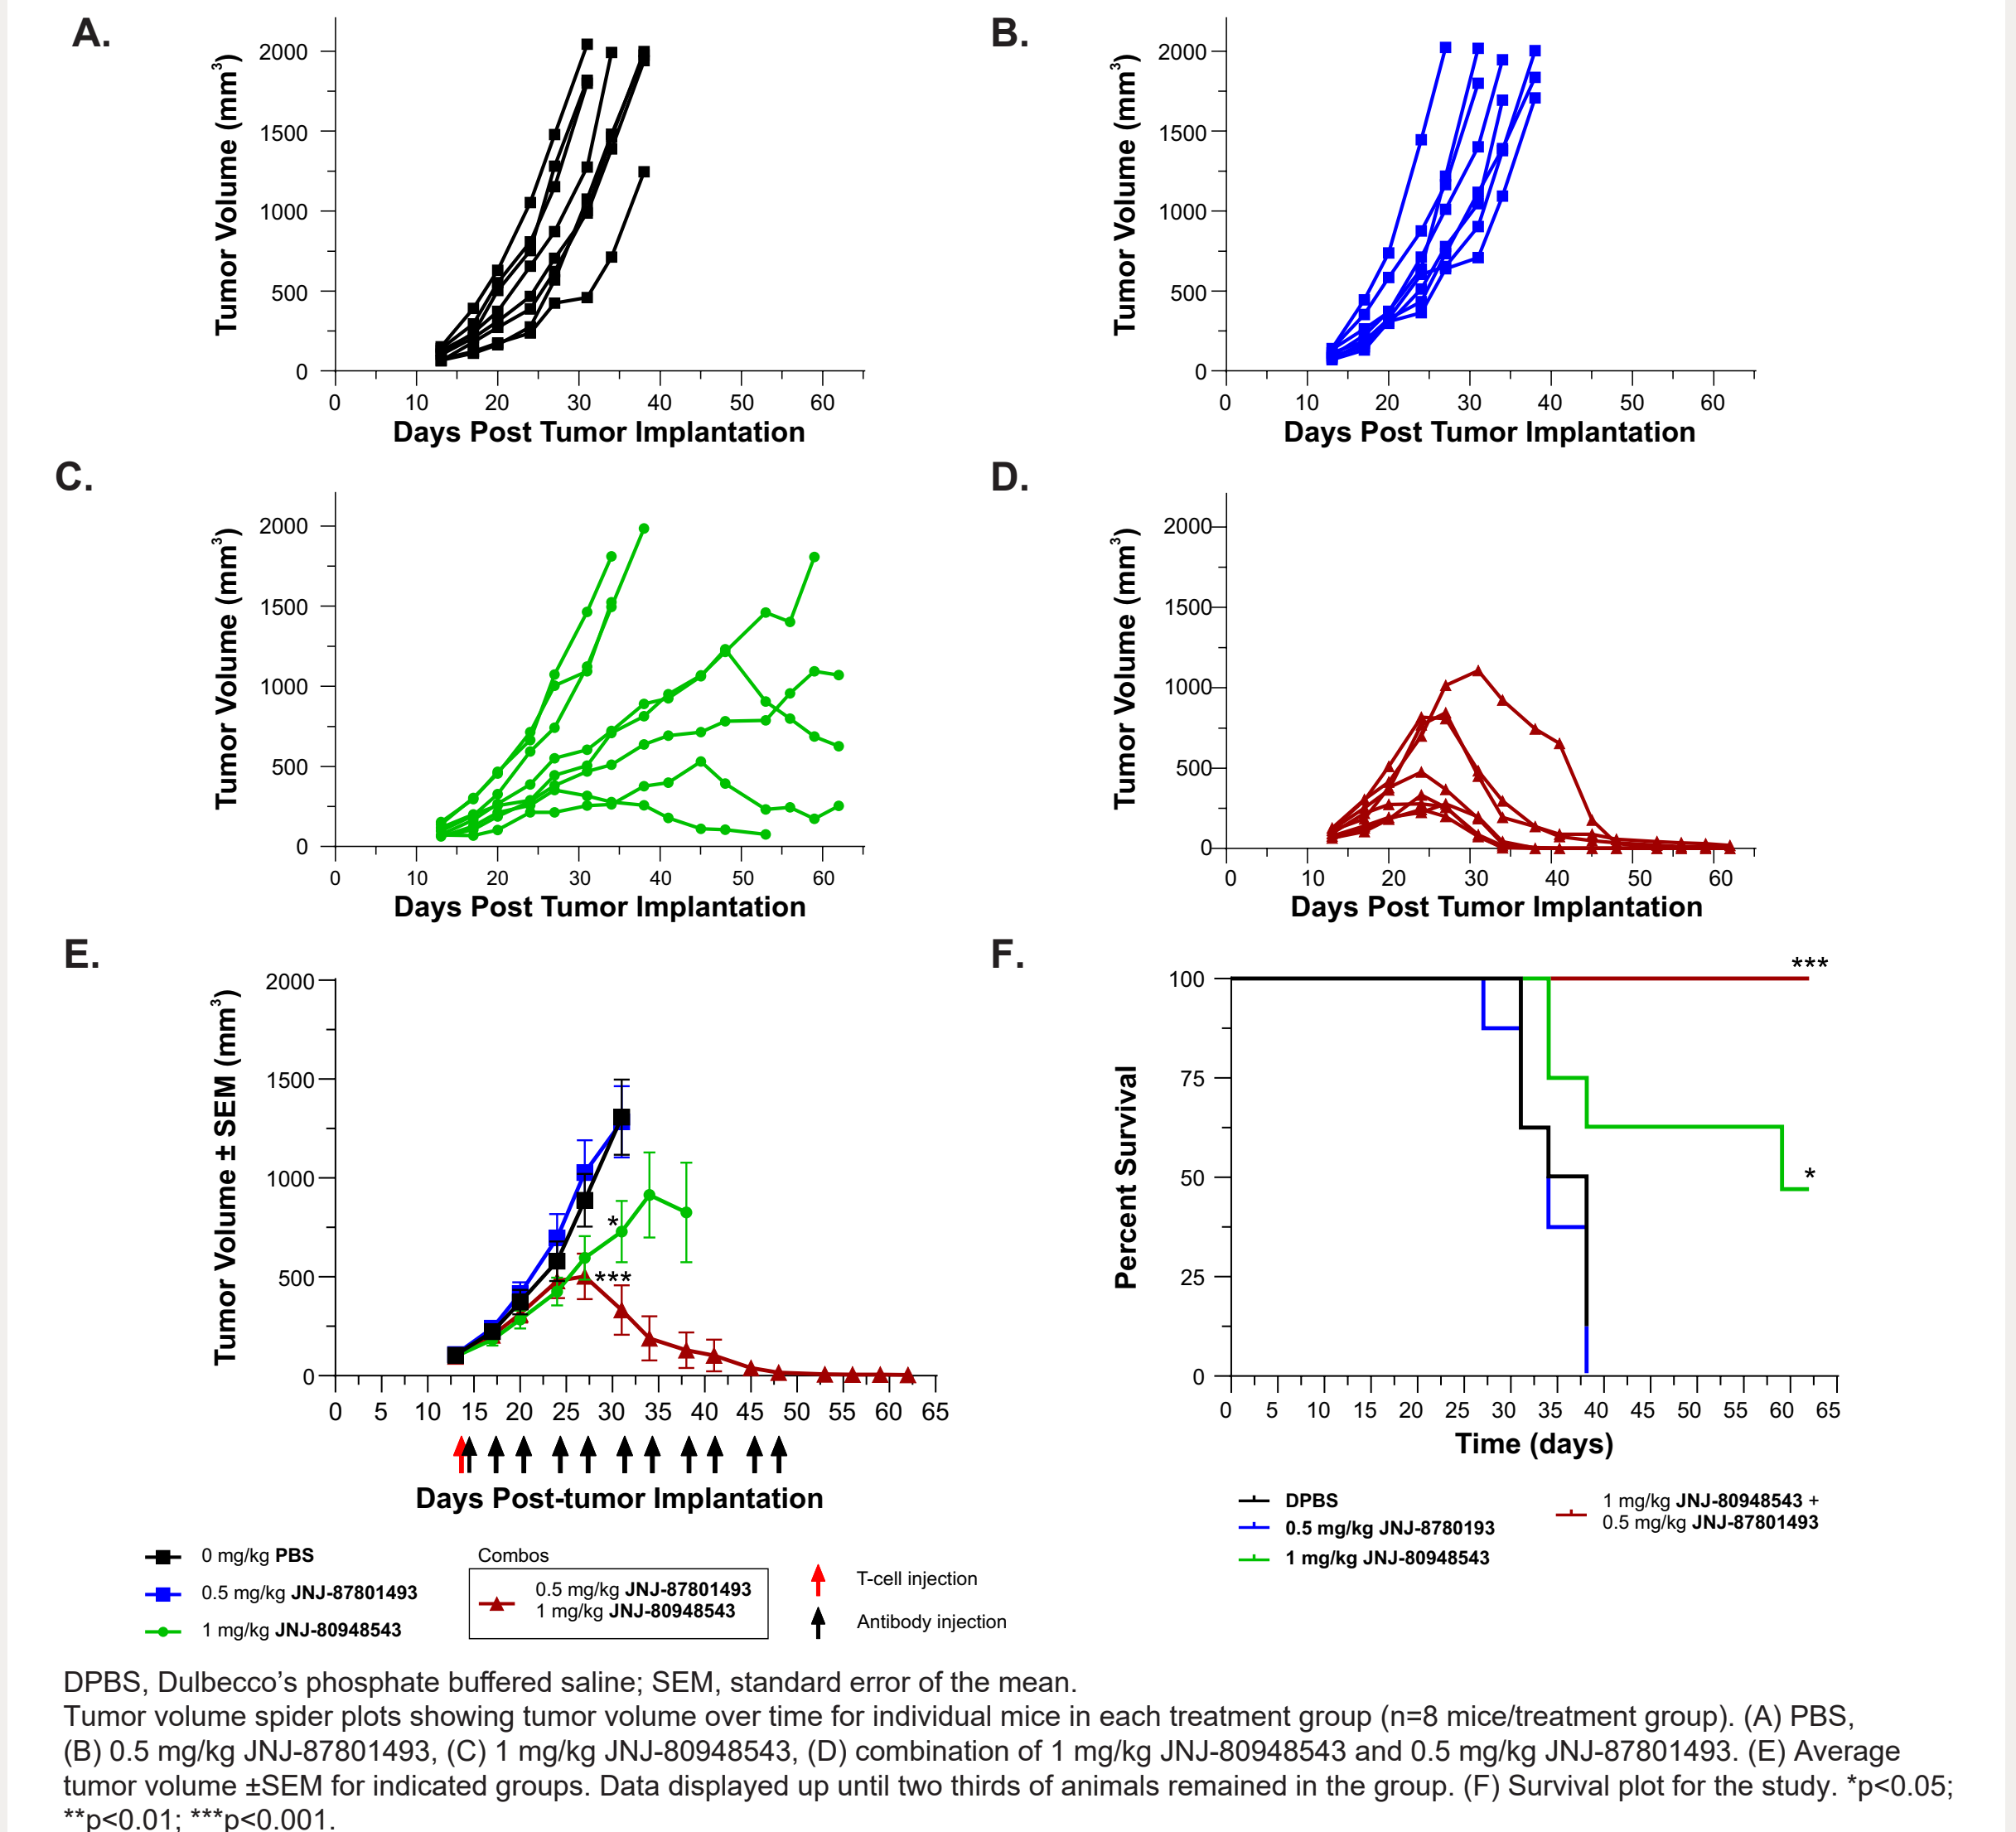 A.
Tumor Volume (mm³)
2000
1500
1000
500
0
0 10 20 30 40 50 60
Days Post Tumor Implantation
B.
Tumor Volume (mm³)
2000
1500
1000
500
0
0 10 20 30 40 50 60
Days Post Tumor Implantation
C.
Tumor Volume (mm³)
2000
1500
1000
500
0
0 10 20 30 40 50 60
Days Post Tumor Implantation
D.
Tumor Volume (mm³)
2000
1500
1000
500
0
0 10 20 30 40 50 60
Days Post Tumor Implantation
E.
Tumor Volume ± SEM (mm³)
2000
1500
1000
500
0
*
***
0 5 10 15 20 25 30 35 40 45 50 55 60 65
Days Post-tumor Implantation
0 mg/kg PBS
0.5 mg/kg JNJ-87801493
1 mg/kg JNJ-80948543
Combos
0.5 mg/kg JNJ-87801493
1 mg/kg JNJ-80948543
T-cell injection
Antibody injection
F.
Percent Survival
100
75
50
25
0
***
*
0 5 10 15 20 25 30 35 40 45 50 55 60 65
Time (days)
DPBS
0.5 mg/kg JNJ-8780193
1 mg/kg JNJ-80948543
1 mg/kg JNJ-80948543 +
0.5 mg/kg JNJ-87801493
DPBS, Dulbecco’s phosphate buffered saline; SEM, standard error of the mean.
Tumor volume spider plots showing tumor volume over time for individual mice in each treatment group (n=8 mice/treatment group). (A) PBS,
(B) 0.5 mg/kg JNJ-87801493, (C) 1 mg/kg JNJ-80948543, (D) combination of 1 mg/kg JNJ-80948543 and 0.5 mg/kg JNJ-87801493. (E) Average
tumor volume ±SEM for indicated groups. Data displayed up until two thirds of animals remained in the group. (F) Survival plot for the study. *p<0.05;
**p<0.01; ***p<0.001.